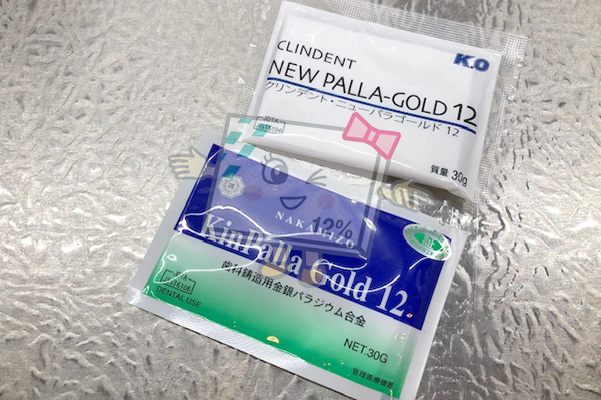 K.O
CLINDENT
NEW PALLA-GOLD 12
クリンデント・ニューパラゴールド 12
JDTA
質量 30g
12%
NAKAMIZO
KinPalla Gold 12
歯科鋳造用金銀パラジウム合金
DENTAL USE
NET.30G
管理医療機器